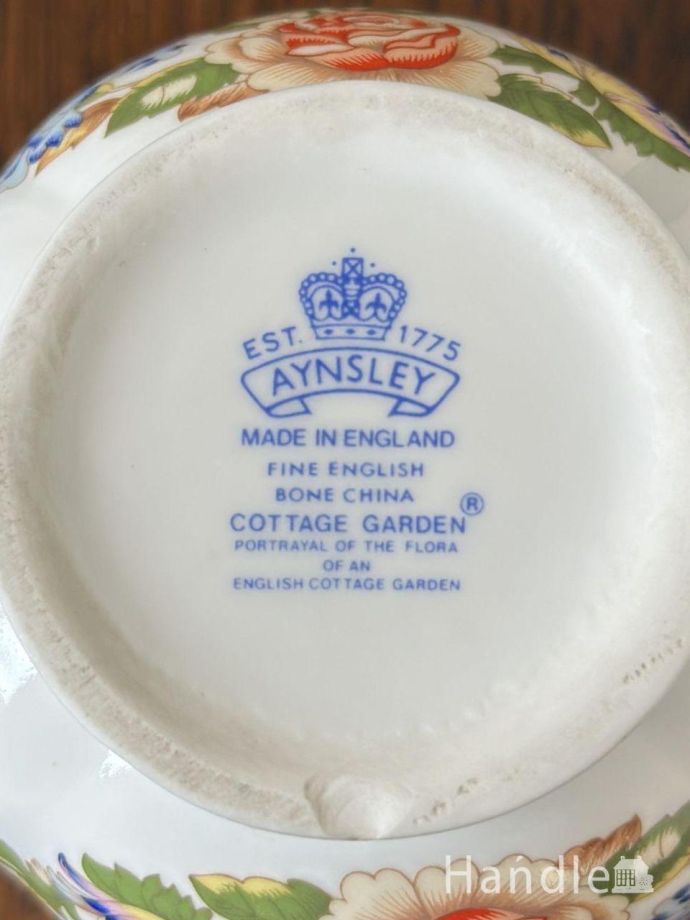 EST. 1775
AYNSLEY
MADE IN ENGLAND
FINE ENGLISH
BONE CHINA
COTTAGE GARDEN®
PORTRAYAL OF THE FLORA
OF AN
ENGLISH COTTAGE GARDEN
Handle